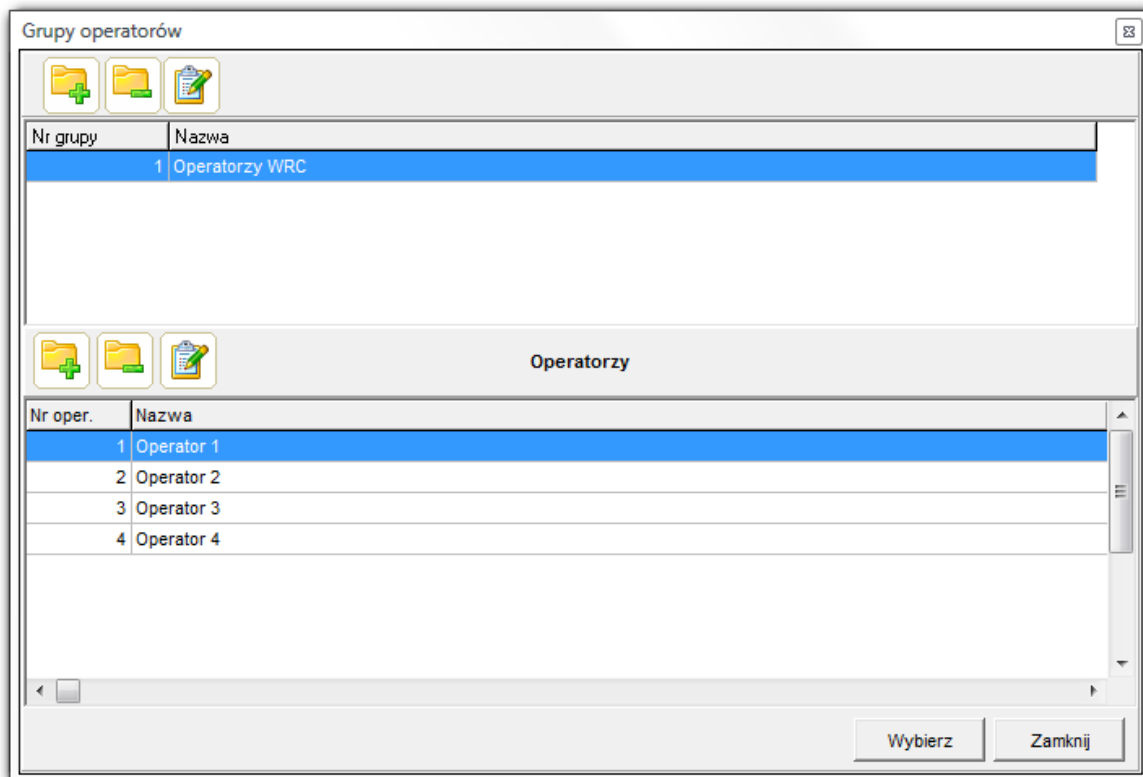 Grupy operatorów
Nr grupy Nazwa
1 Operatorzy WRC
Operatorzy
Nr oper. Nazwa
1 Operator 1
2 Operator 2
3 Operator 3
4 Operator 4
Wybierz Zamknij